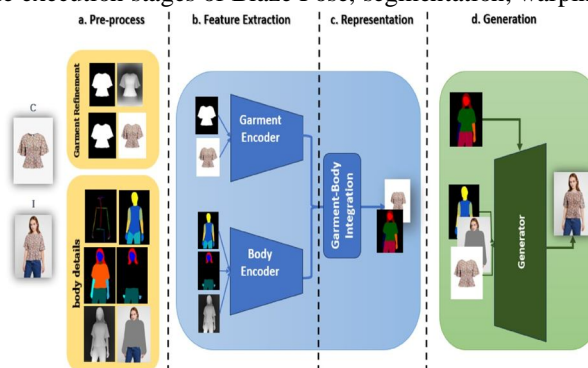 a. Pre-process
b. Feature Extraction
c. Representation
d. Generation
C
I
Garment Refinement
body details
Garment
Encoder
Body
Encoder
Garment-Body
Integration
Generator